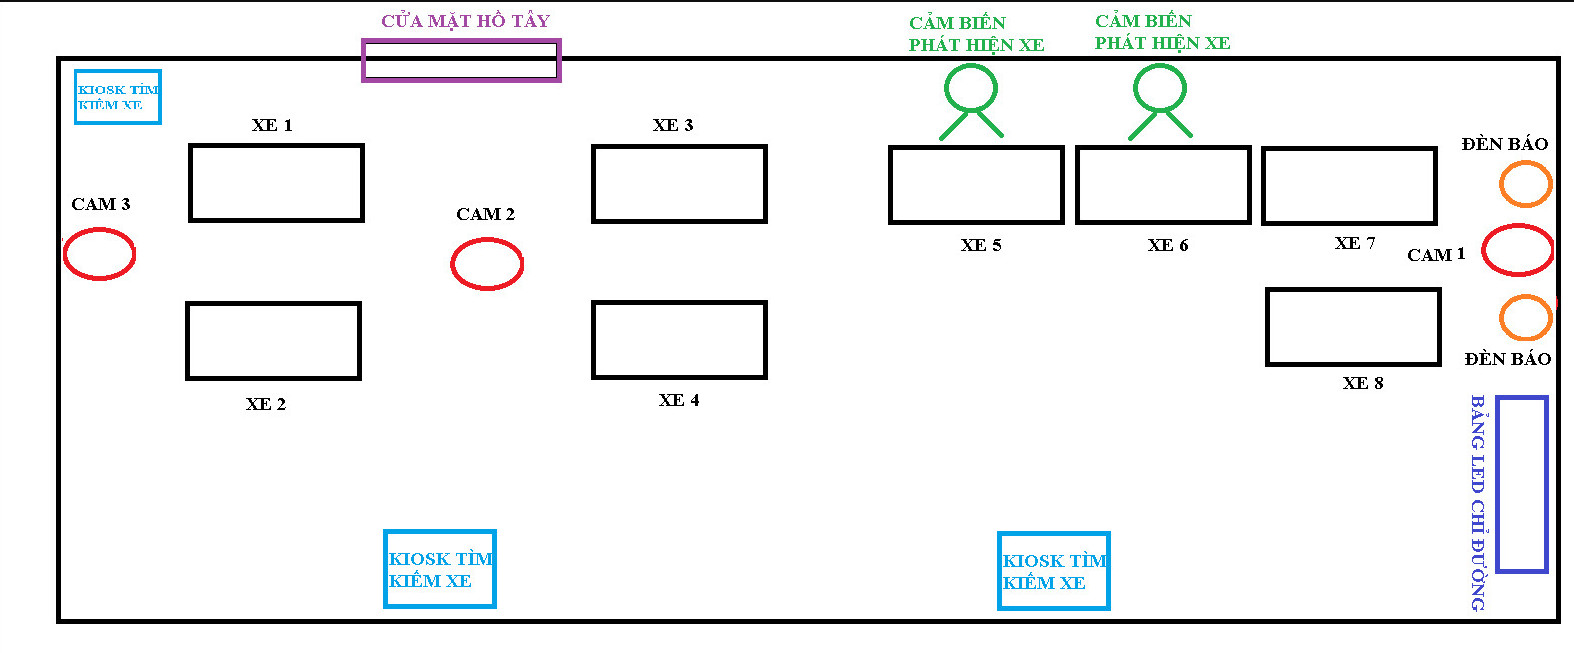 CỬA MẶT HỒ TÂY
CẢM BIẾN
PHÁT HIỆN XE
CẢM BIẾN
PHÁT HIỆN XE
KIOSK TÌM
KIẾM XE
XE 1
XE 3
ĐÈN BÁO
CAM 3
CAM 2
XE 5
XE 6
XE 7
CAM 1
ĐÈN BÁO
XE 8
XE 2
XE 4
BẢNG LED CHỈ ĐƯỜNG
KIOSK TÌM
KIẾM XE
KIOSK TÌM
KIẾM XE